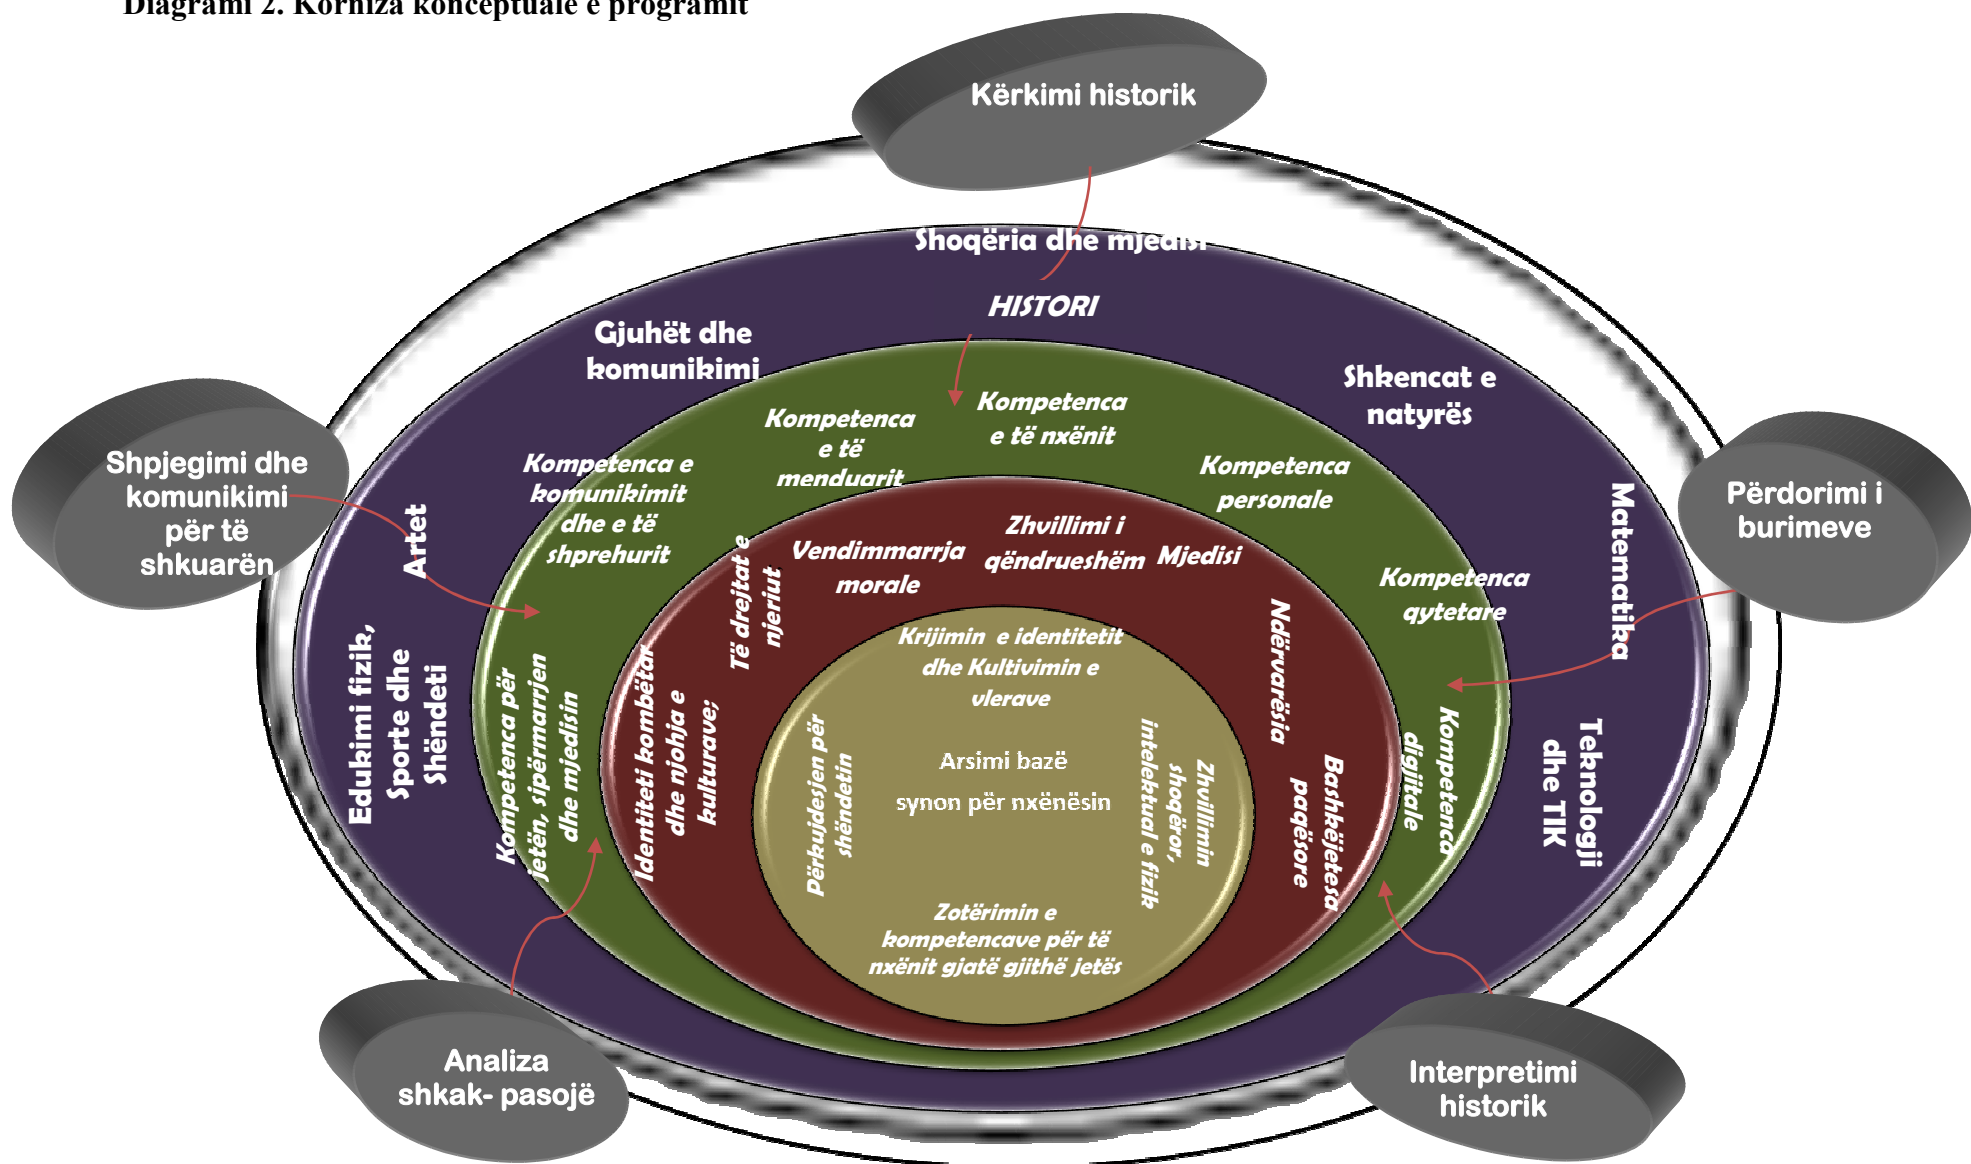 Diagrami 2. Korniza konceptuale e programit
Kërkimi historik
Shoqëria dhe mjedisi
HISTORI
Gjuhët dhe
komunikimi
Shkencat e
natyrës
Shpjegimi dhe
komunikimi
për të
shkuarën
Përdorimi i
burimeve
Artet
Matematika
Edukimi fizik,
Sporte dhe
Shëndeti
Teknologji
dhe TIK
Kompetenca e
komunikimit
dhe e të
shprehurit
Kompetenca
e të
menduarit
Kompetenca
e të nxënit
Kompetenca
personale
Kompetenca
qytetare
Kompetenca
digjitale
Kompetenca për
jetën, sipërmarrjen
dhe mjedisin
Identiteti kombëtar
dhe njohja e
kulturave;
Të drejtat e
njeriut
Vendimmarrja
morale
Zhvillimi i
qëndrueshëm
Mjedisi
Ndërvarësia
Bashkëjetesa
paqësore
Krijimin e identitetit
dhe Kultivimin e
vlerave
Përkujdesjen për
shëndetin
Arsimi bazë
synon për nxënësin
Zhvillimin
shoqëror,
intelektual e fizik
Zotërimin e
kompetencave për të
nxënit gjatë gjithë jetës
Analiza
shkak- pasojë
Interpretimi
historik